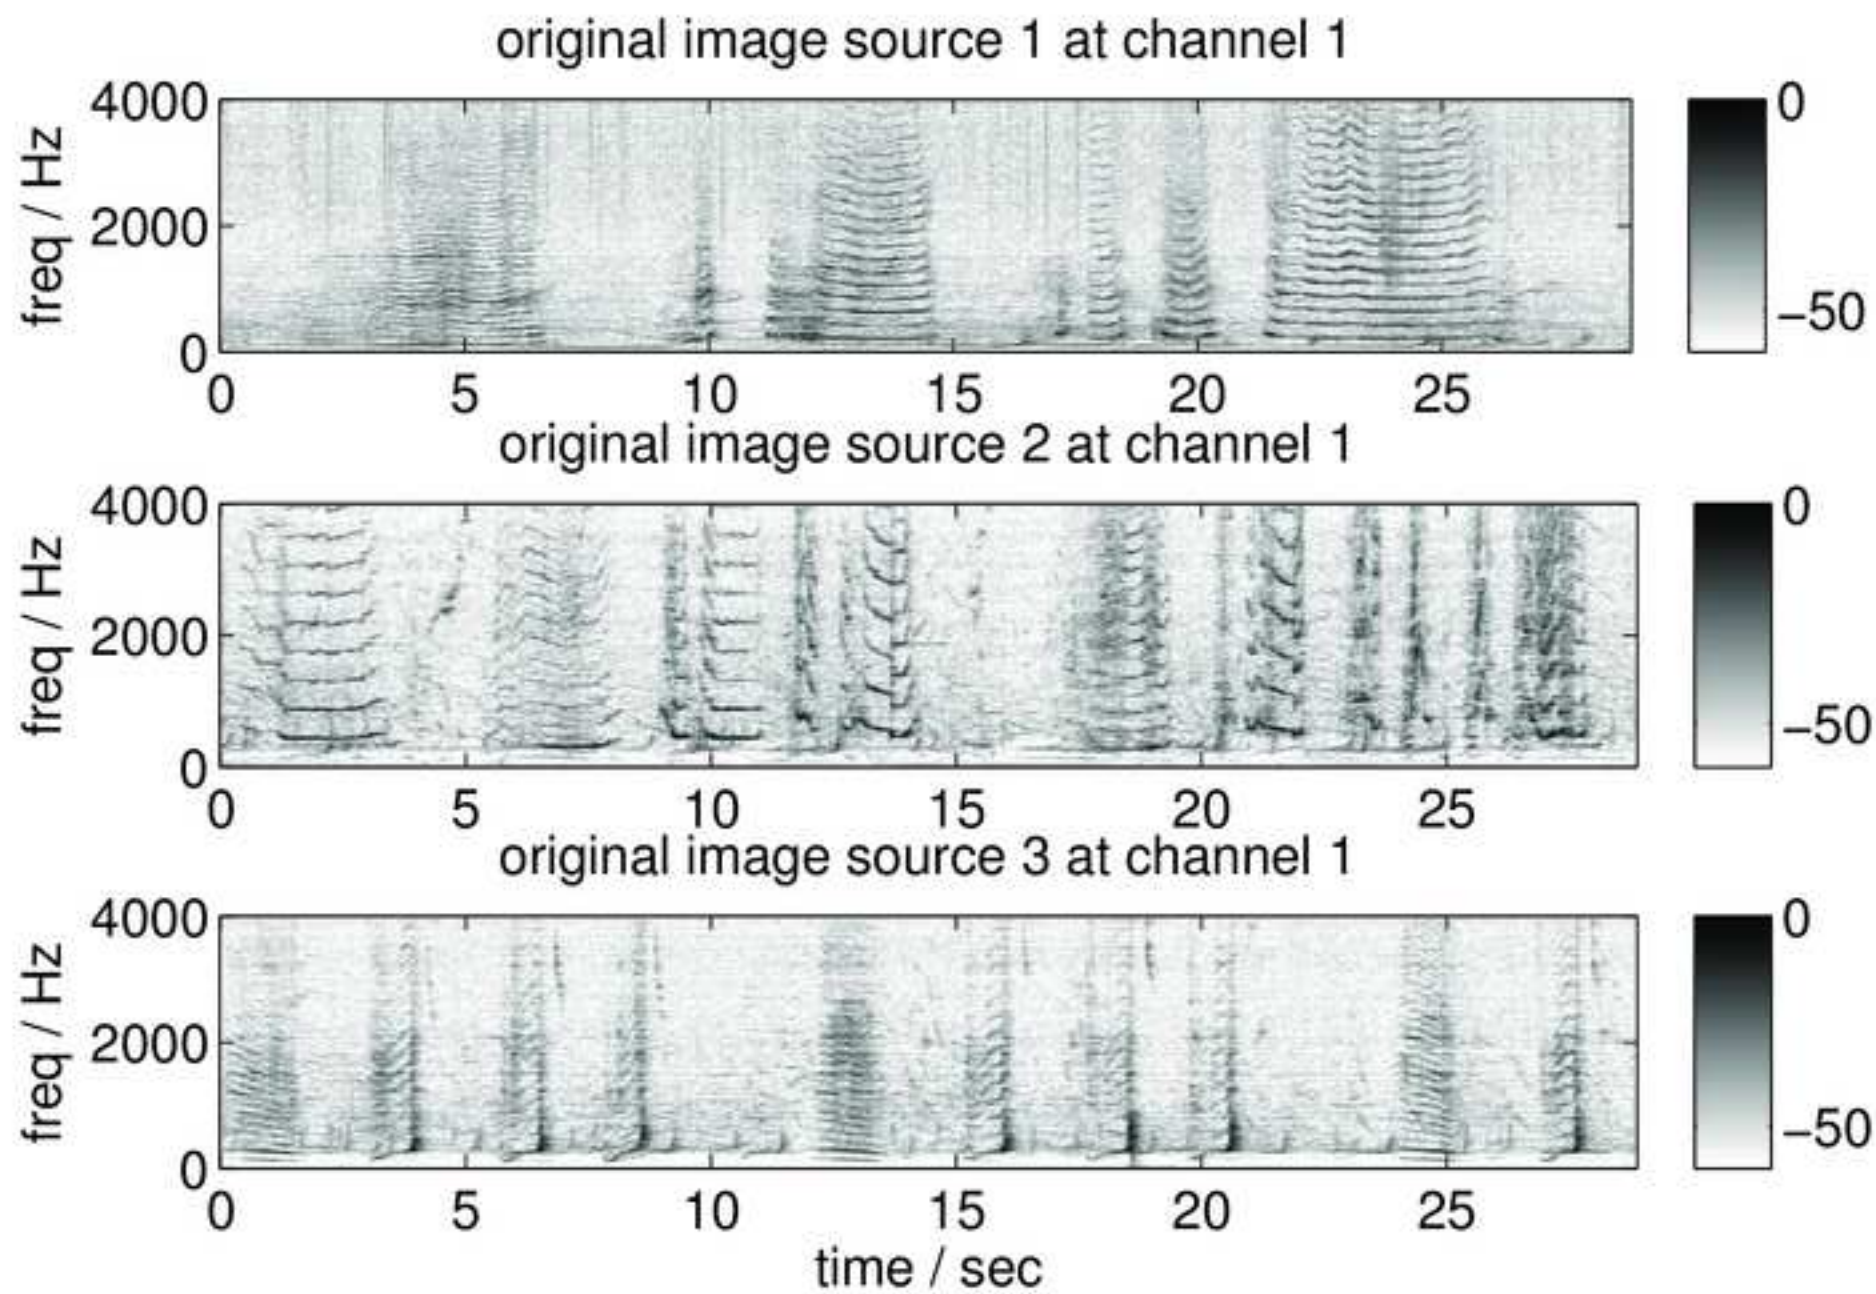 original image source 1 at channel 1
freq / Hz
4000
2000
0
0 5 10 15 20 25
0
−50
original image source 2 at channel 1
freq / Hz
4000
2000
0
0 5 10 15 20 25
0
−50
original image source 3 at channel 1
freq / Hz
4000
2000
0
0 5 10 15 20 25
0
−50
time / sec